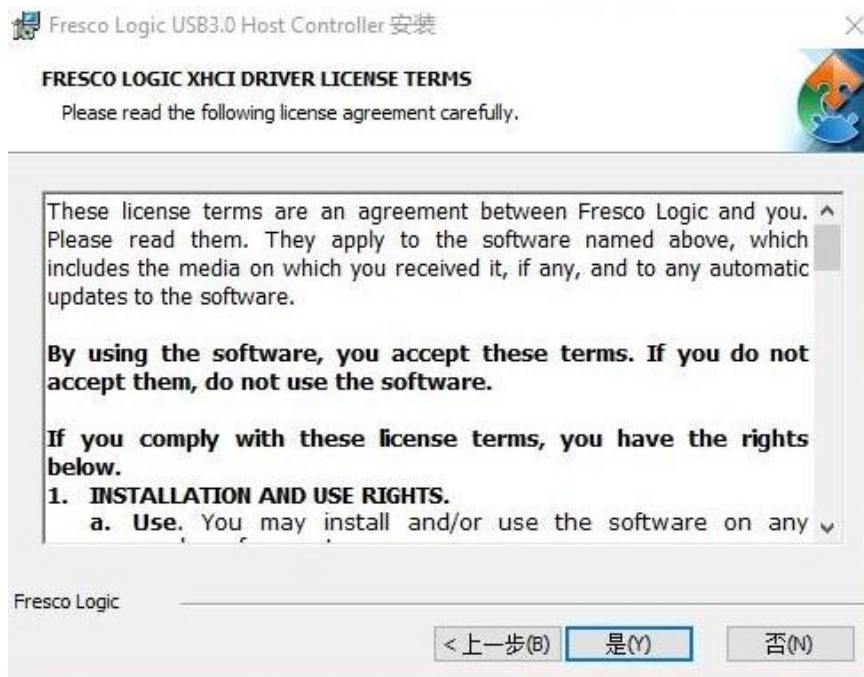 Fresco Logic USB3.0 Host Controller 安装
FRESCO LOGIC XHCI DRIVER LICENSE TERMS
Please read the following license agreement carefully.
These license terms are an agreement between Fresco Logic and you.
Please read them. They apply to the software named above, which
includes the media on which you received it, if any, and to any automatic
updates to the software.
By using the software, you accept these terms. If you do not
accept them, do not use the software.
If you comply with these license terms, you have the rights
below.
1. INSTALLATION AND USE RIGHTS.
a. Use. You may install and/or use the software on any
Fresco Logic
< 上一步(B) 是(Y) 否(N)